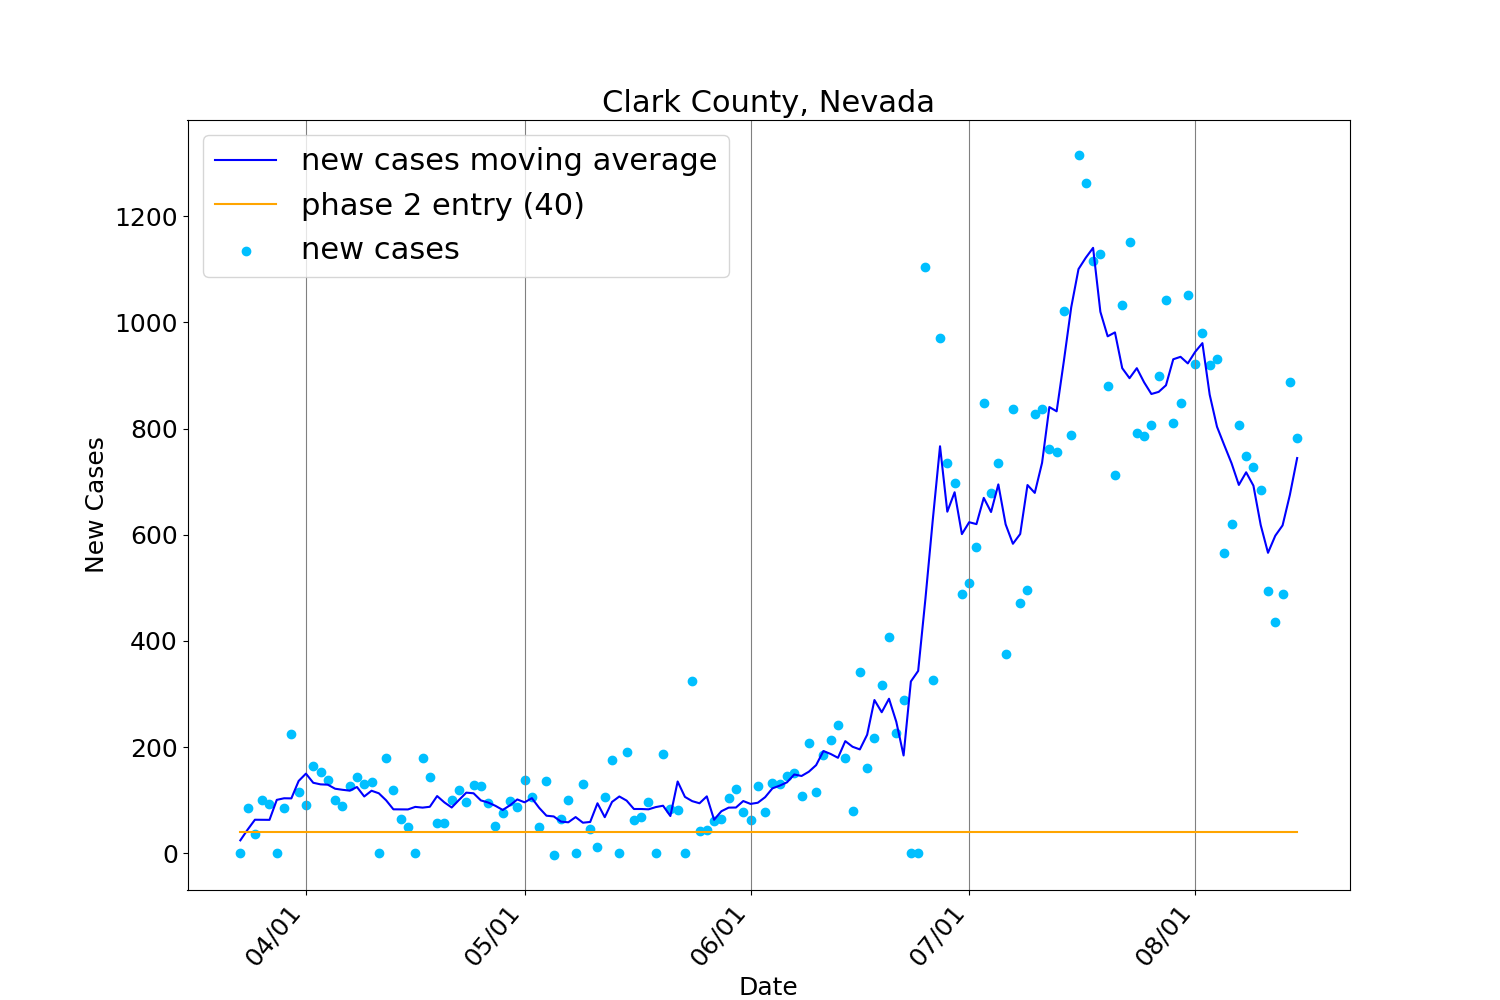 Clark County, Nevada
new cases moving average
phase 2 entry (40)
new cases
1200
1000
800
600
400
200
0
New Cases
04/01
05/01
06/01
07/01
08/01
Date